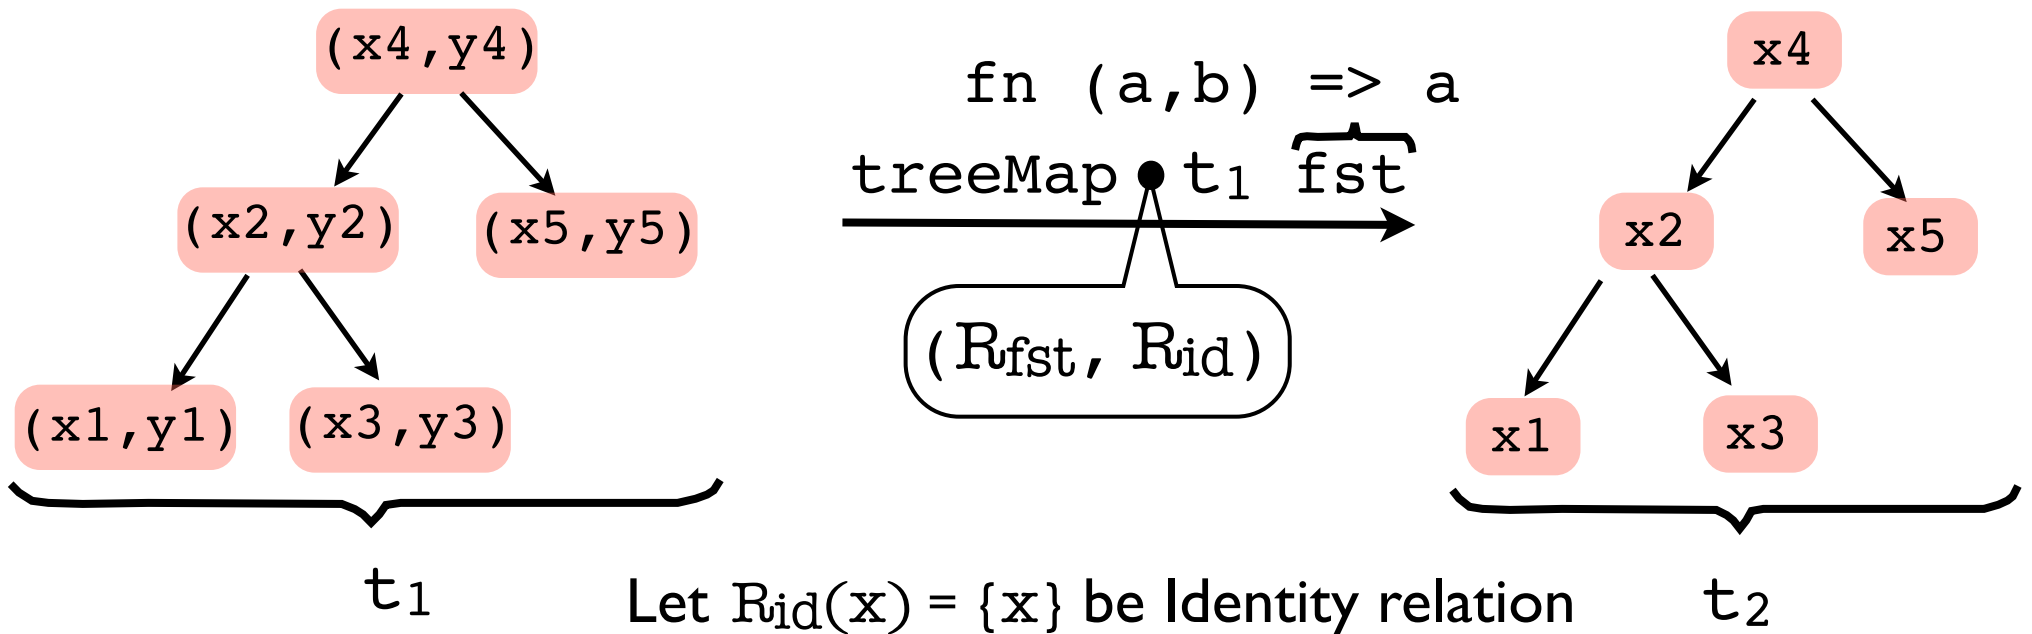 (x4,y4)
(x2,y2)
(x5,y5)
(x1,y1)
(x3,y3)
t1
fn (a,b) => a
treeMap • t1 fst
(Rfst, Rid)
x4
x2
x5
x1
x3
t2
Let Rid(x) = {x} be Identity relation